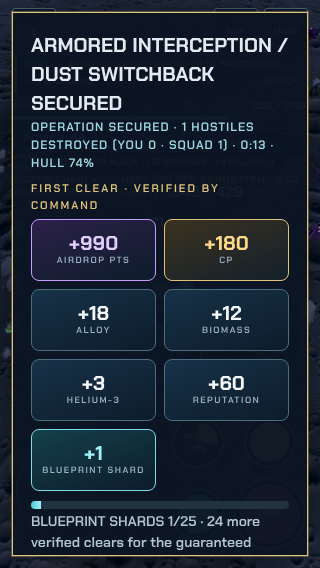 ARMORED INTERCEPTION /
DUST SWITCHBACK
SECURED
OPERATION SECURED · 1 HOSTILES
DESTROYED (YOU 0 · SQUAD 1) · 0:13 ·
HULL 74%
FIRST CLEAR · VERIFIED BY
COMMAND
+990
AIRDROP PTS
+180
CP
+18
ALLOY
+12
BIOMASS
+3
HELIUM-3
+60
REPUTATION
+1
BLUEPRINT SHARD
BLUEPRINT SHARDS 1/25 · 24 more
verified clears for the guaranteed